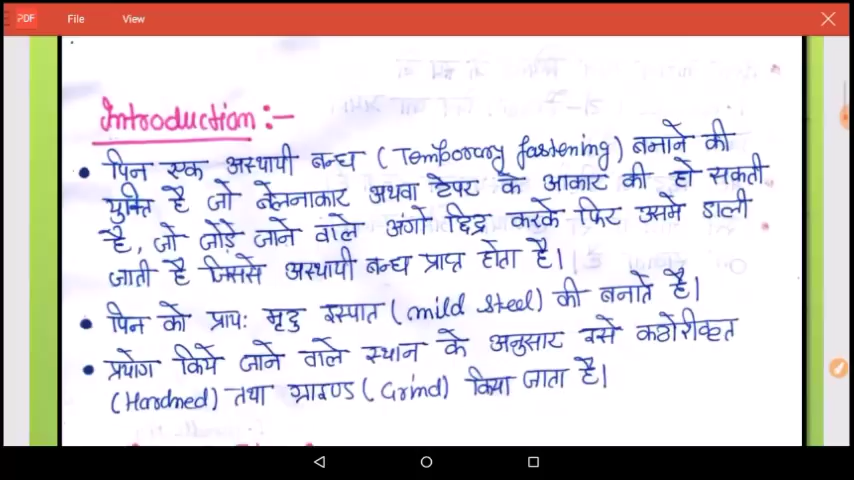 PDF File View
Introduction :-
• पिन एक अस्थायी बन्ध (Temporary fastening) बनाने की
युक्ति है जो बेलनाकार अथवा टेपर के आकार की हो सकती
है, जो जोड़े जाने वाले अंगो छिद्र करके फिर उसमे डाली
जाती है जिससे अस्थायी बन्ध प्राप्त होता है।
• पिन को प्रायः मृदु इस्पात (mild steel) की बनाते है।
• प्रयोग किये जाने वाले स्थान के अनुसार इसे कठोरीकृत
(Hardned) तथा ग्राइण्ड (Grind) किया जाता है।